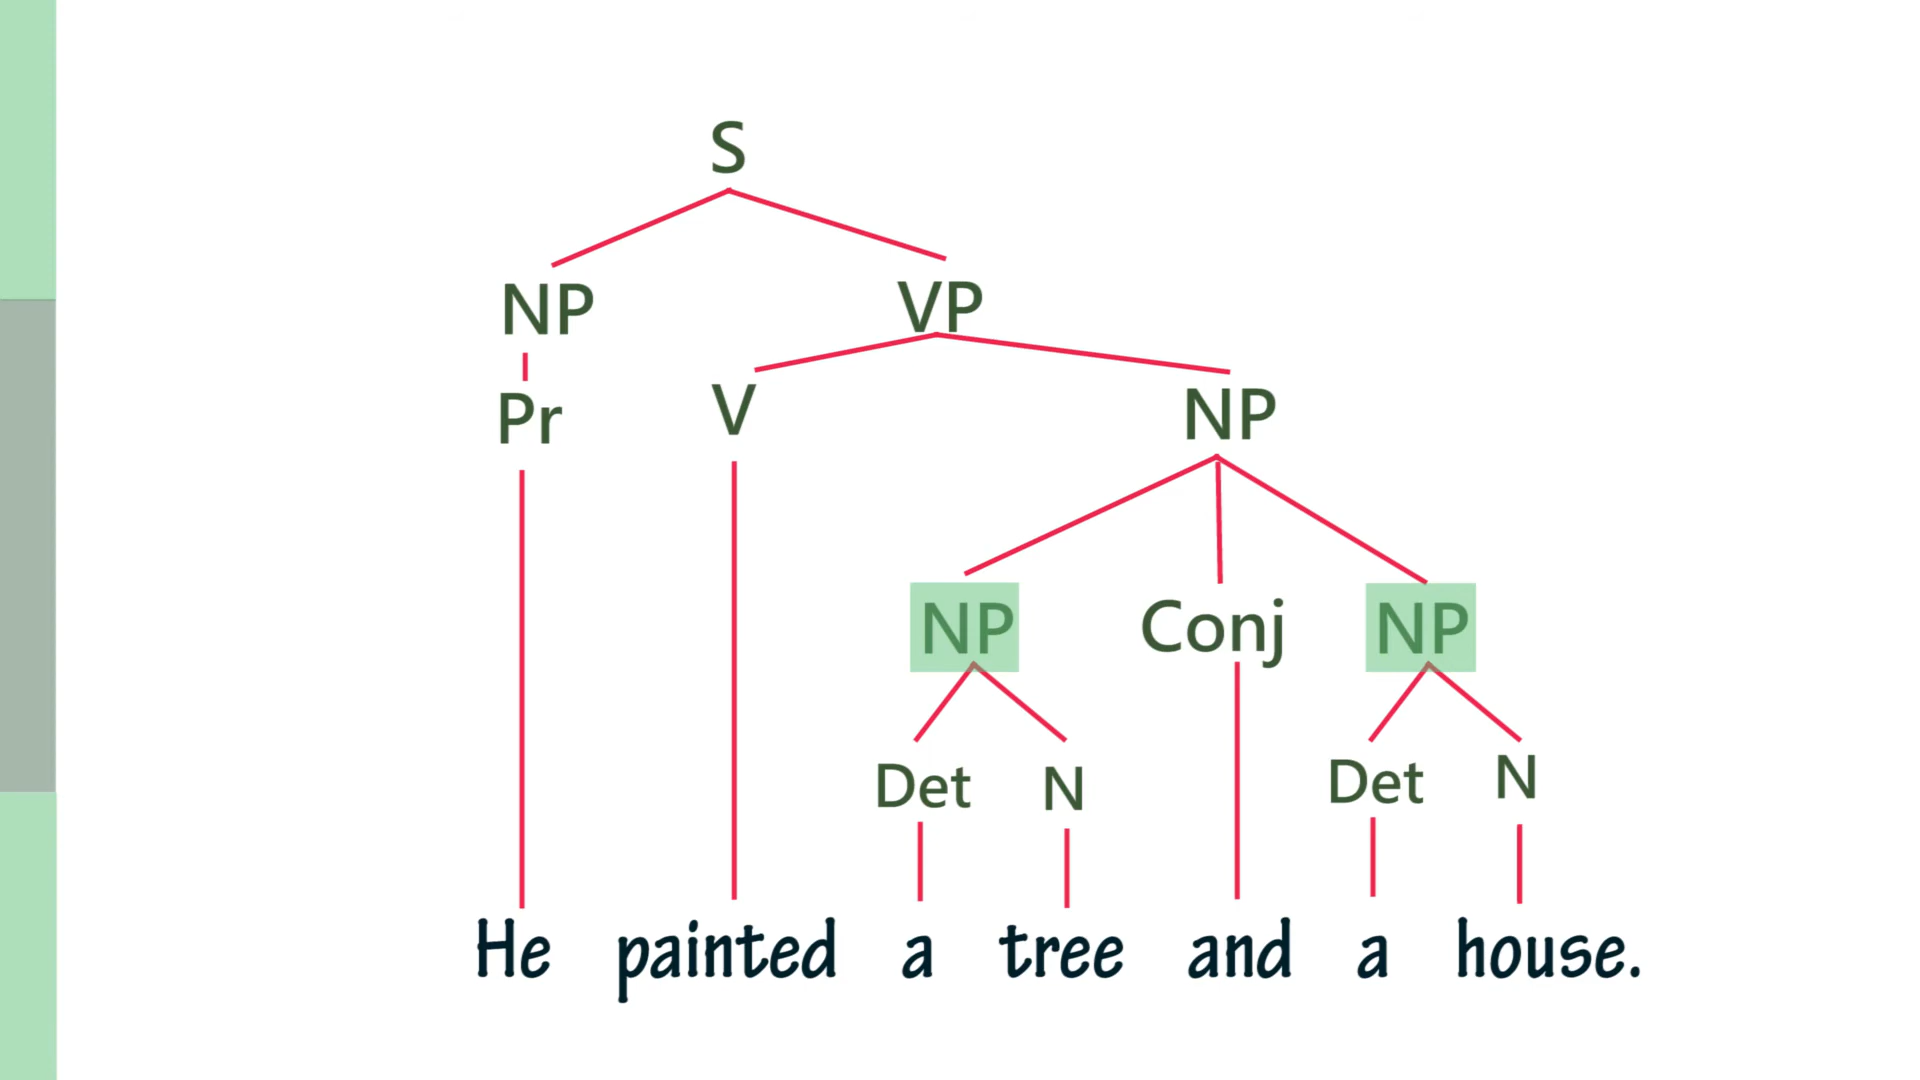 S
NP VP
Pr V NP
NP Conj NP
Det N Det N
He painted a tree and a house.